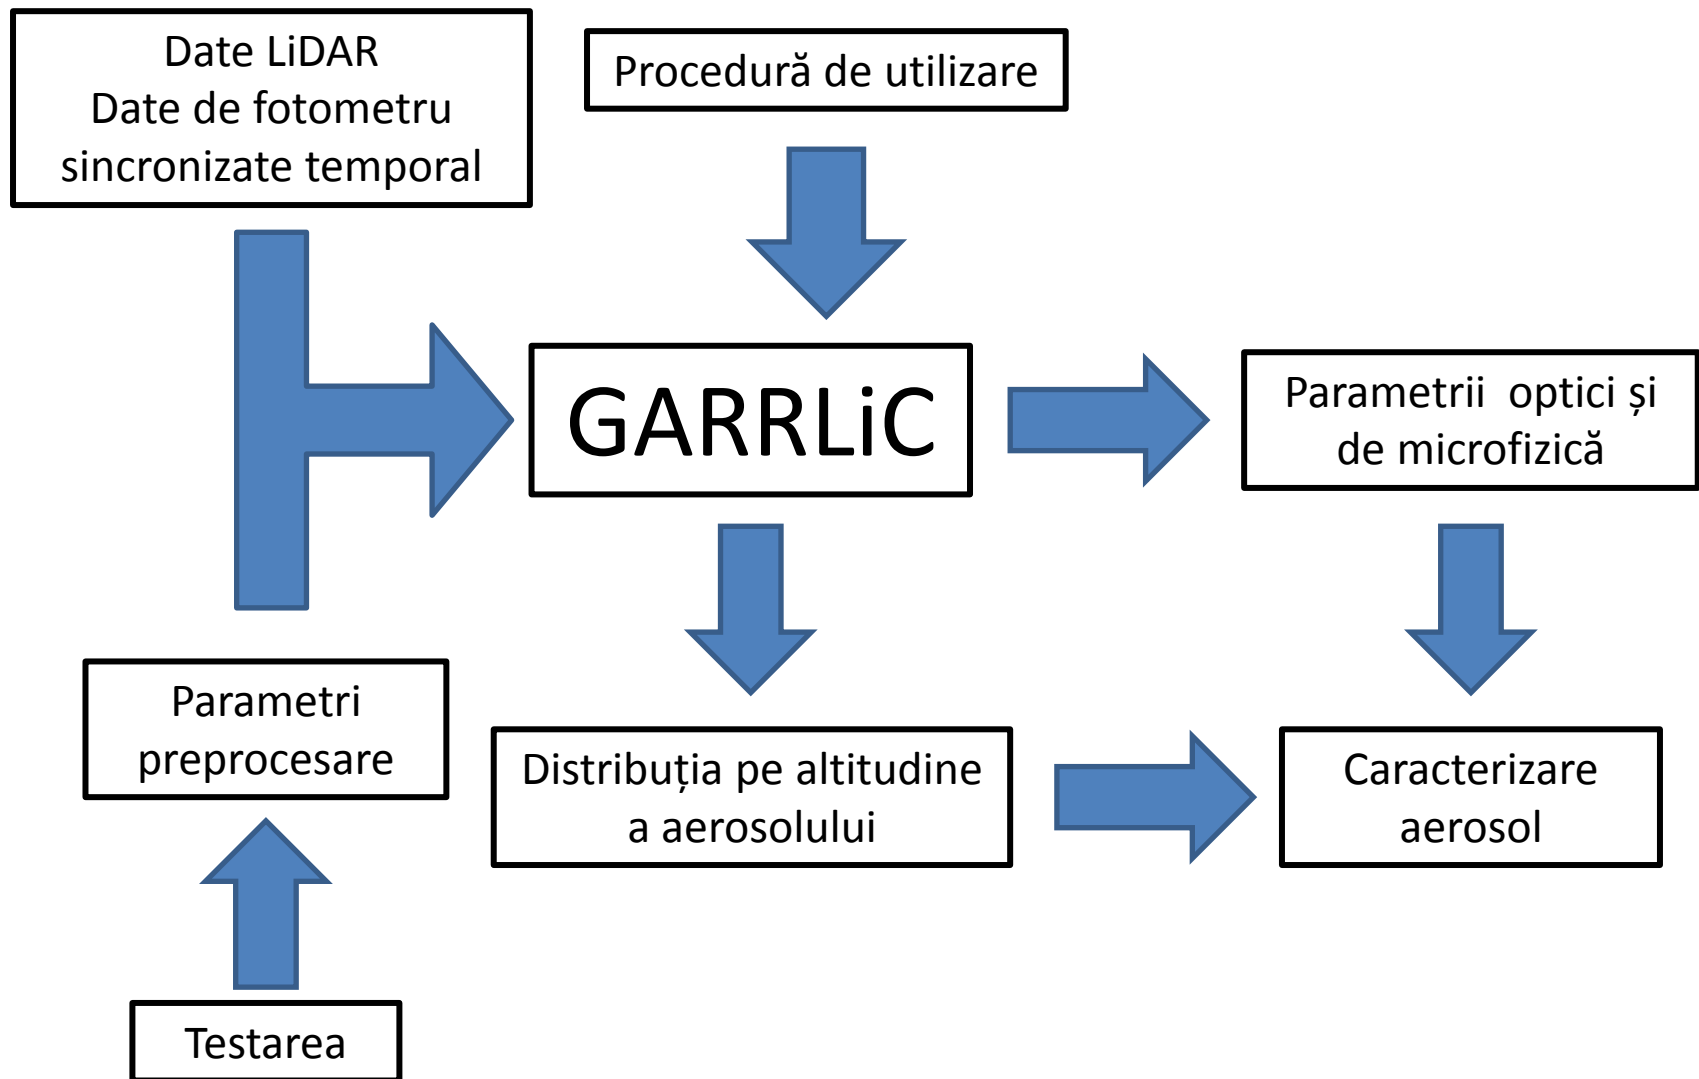 Date LiDAR
Date de fotometru
sincronizate temporal
Procedură de utilizare
GARRLiC
Parametrii optici și
de microfizică
Parametri
preprocesare
Distribuția pe altitudine
a aerosolului
Caracterizare
aerosol
Testarea